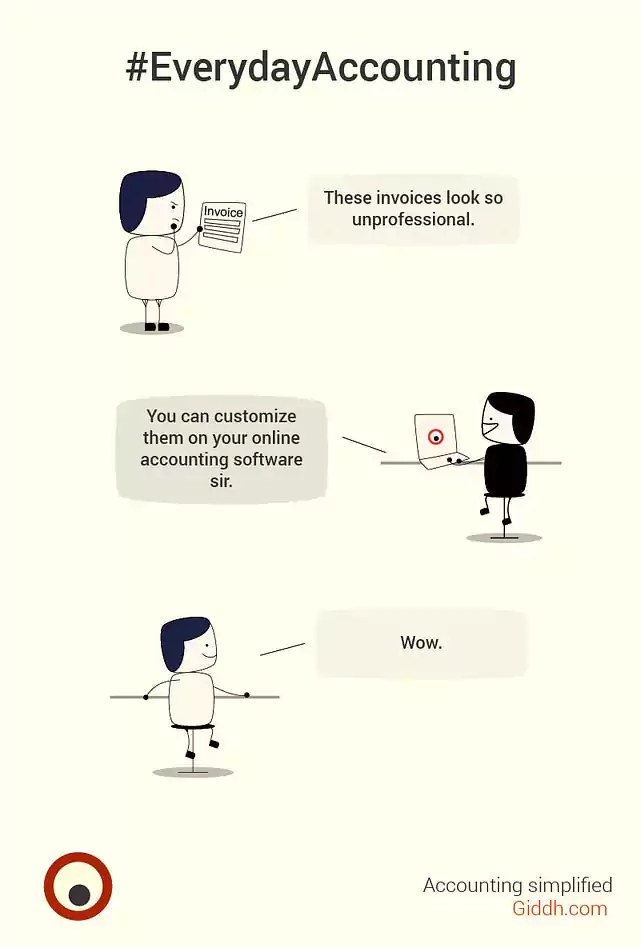 #EverydayAccounting
Invoice
These invoices look so
unprofessional.
You can customize
them on your online
accounting software
sir.
Wow.
Accounting simplified
Giddh.com